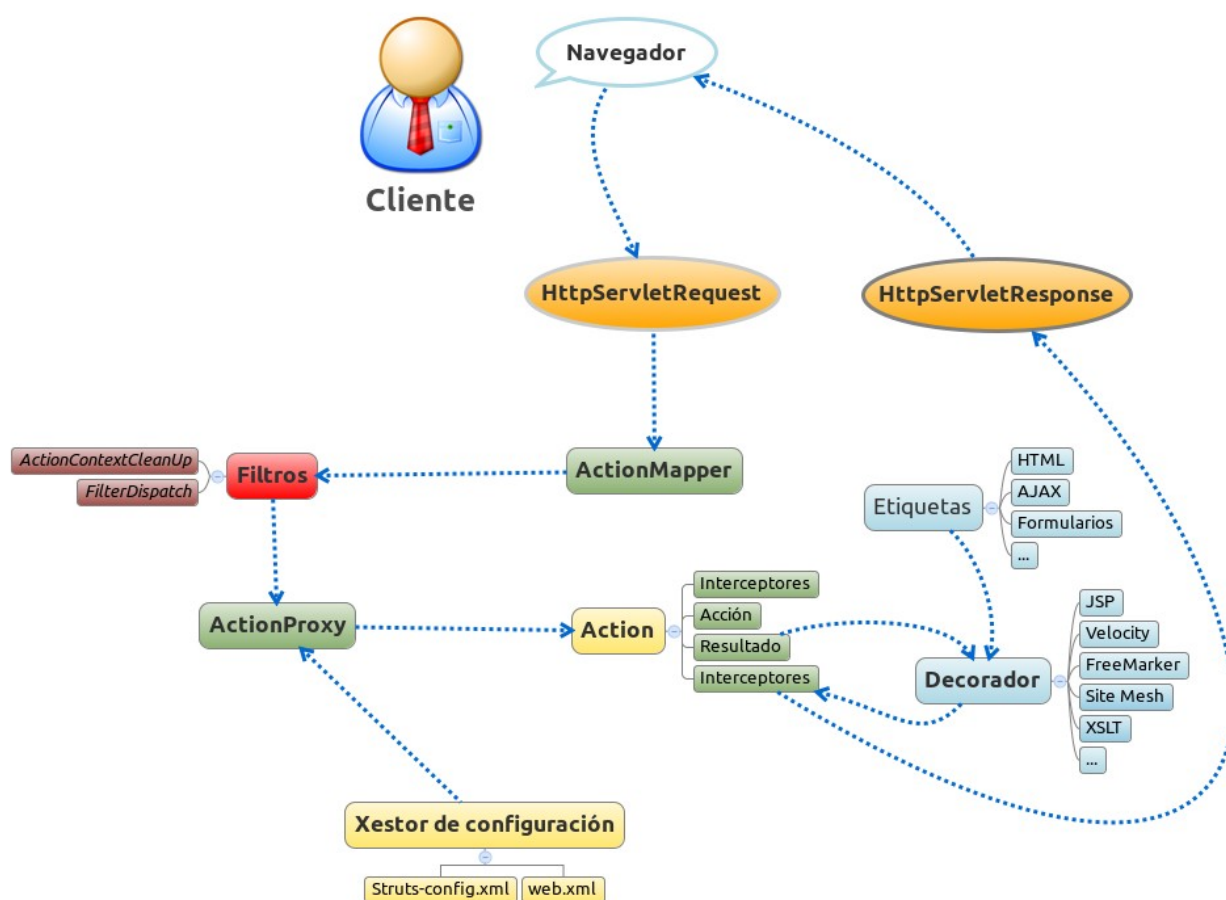 Navegador
Cliente
HttpServletRequest
HttpServletResponse
ActionContextCleanUp
FilterDispatch
Filtros
ActionMapper
Etiquetas
HTML
AJAX
Formularios
...
ActionProxy
Action
Interceptores
Acción
Resultado
Interceptores
Decorador
JSP
Velocity
FreeMarker
Site Mesh
XSLT
...
Xestor de configuración
Struts-config.xml
web.xml